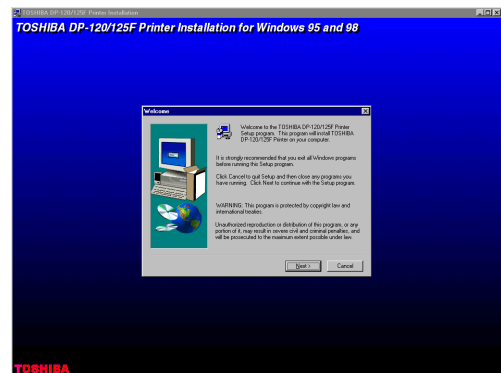 TOSHIBA DP-120/125F Printer Installation
TOSHIBA DP-120/125F Printer Installation for Windows 95 and 98
Welcome
Welcome to the TOSHIBA DP-120/125F Printer
Setup program. This program will install TOSHIBA
DP-120/125F Printer on your computer.
It is strongly recommended that you exit all Windows programs
before running this Setup program.
Click Cancel to quit Setup and then close any programs you
have running. Click Next to continue with the Setup program.
WARNING: This program is protected by copyright law and
international treaties.
Unauthorized reproduction or distribution of this program, or any
portion of it, may result in severe civil and criminal penalties, and
will be prosecuted to the maximum extent possible under law.
Next > Cancel
TOSHIBA